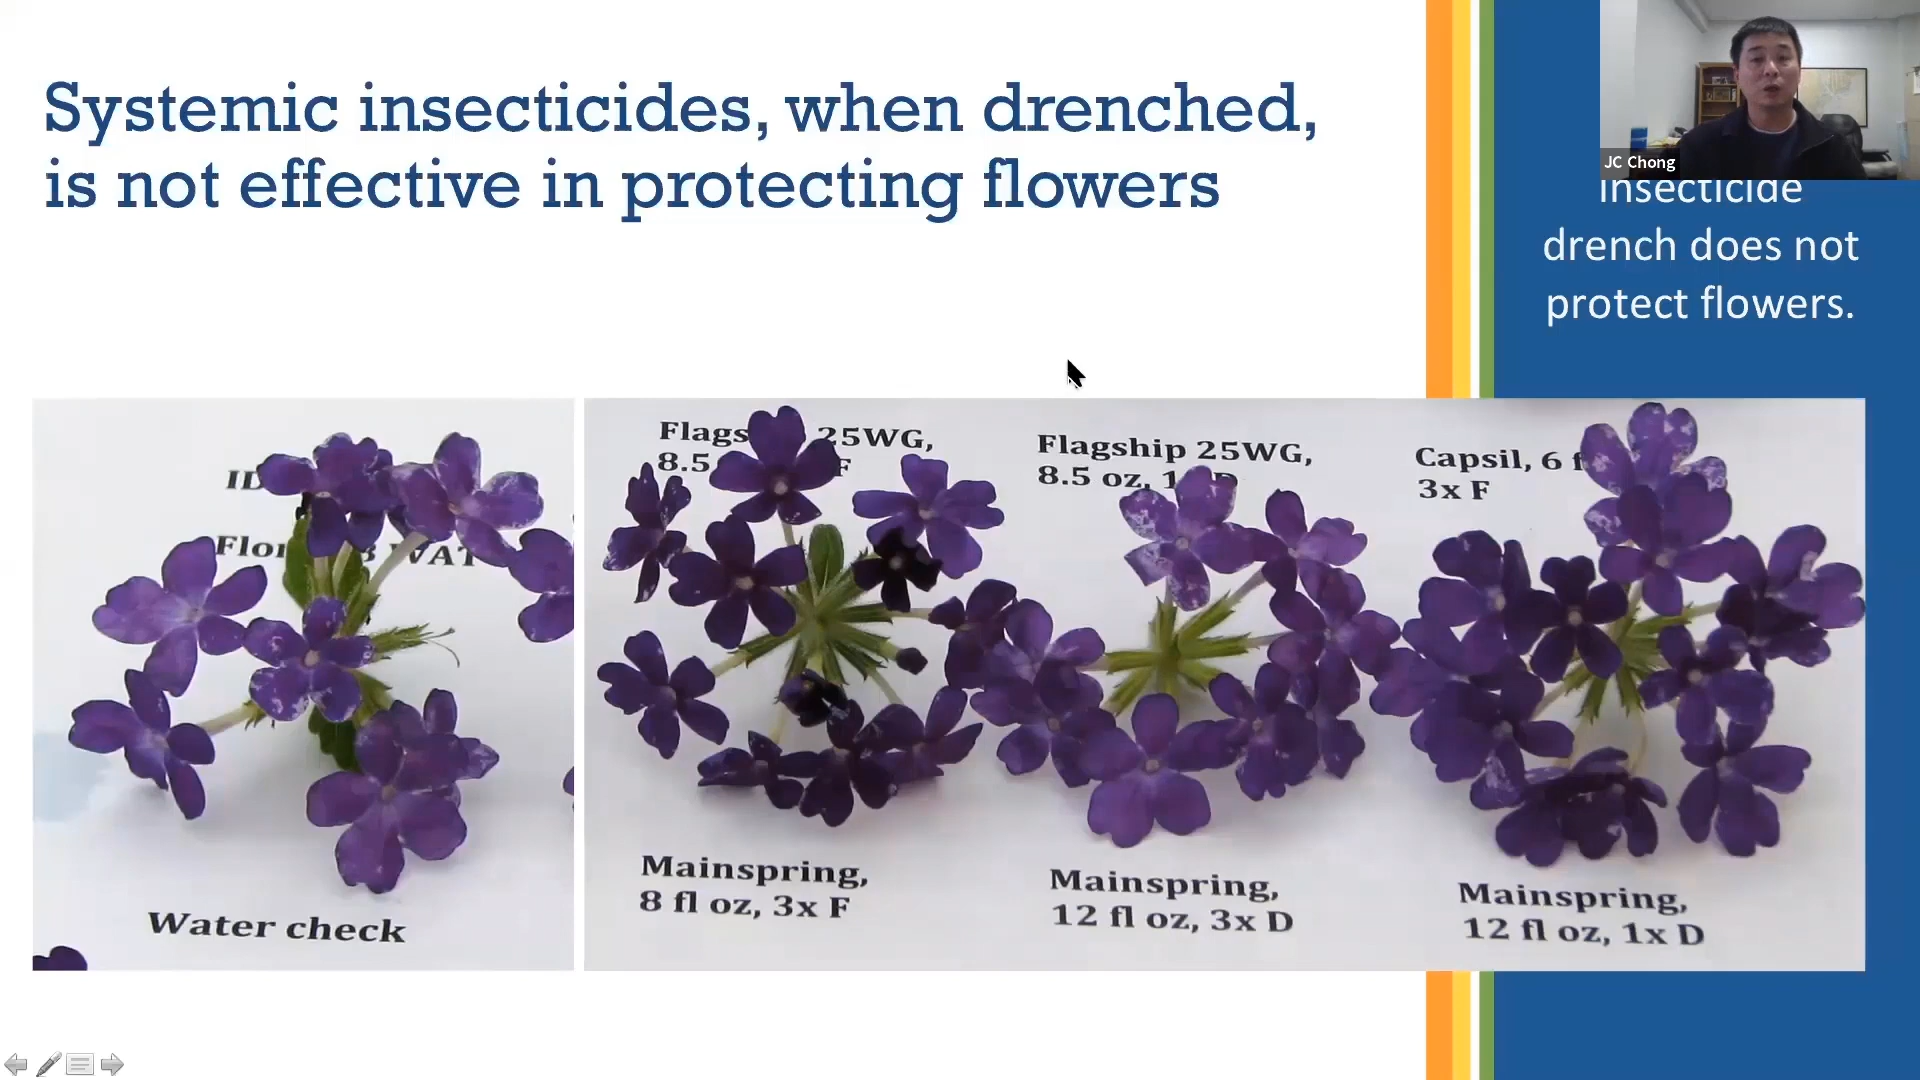 Systemic insecticides, when drenched,
is not effective in protecting flowers
JC Chong
insecticide
drench does not
protect flowers.
Water check
25WG,
8.5
F
Flagship 25WG,
8.5 oz,
Capsil, 6
3x F
Mainspring,
8 fl oz, 3x F
Mainspring,
12 fl oz, 3x D
Mainspring,
12 fl oz, 1x D